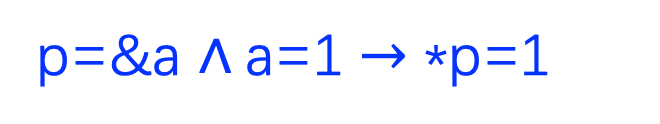 p=&a ∧ a=1 → *p=1